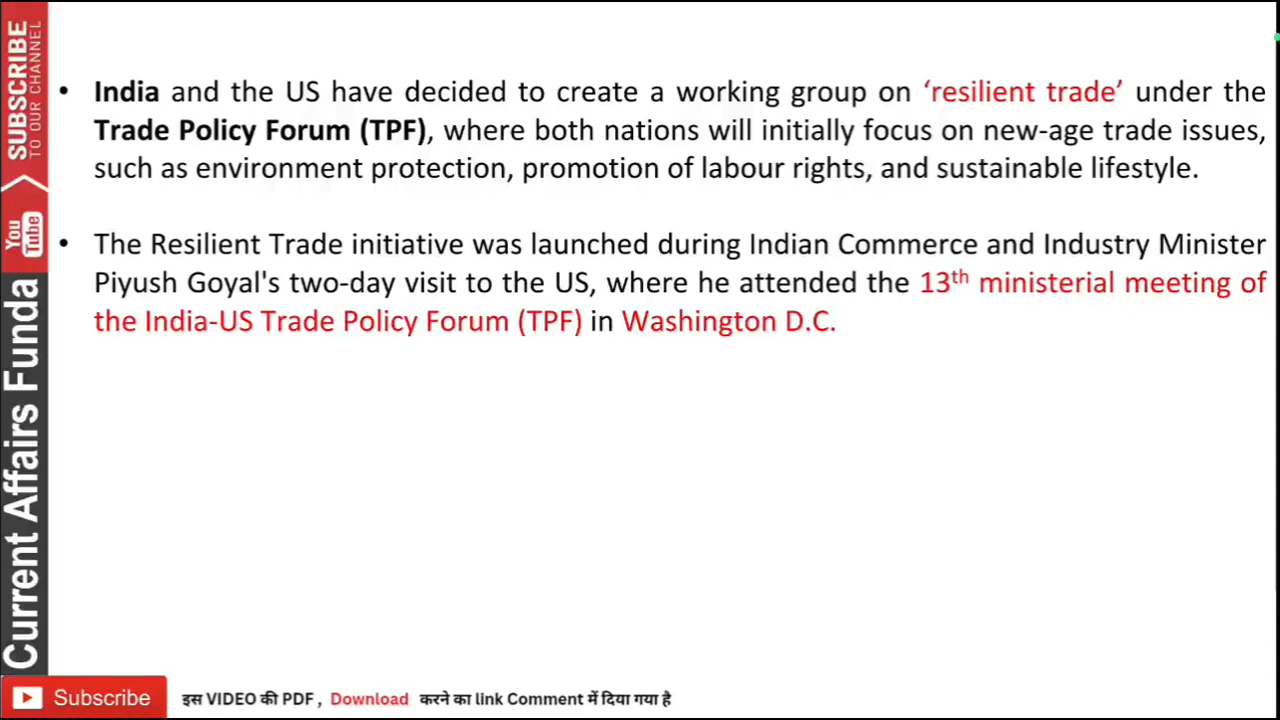 SUBSCRIBE
TO OUR CHANNEL
You
Tube
Current Affairs Funda
• India and the US have decided to create a working group on ‘resilient trade’ under the
Trade Policy Forum (TPF), where both nations will initially focus on new-age trade issues,
such as environment protection, promotion of labour rights, and sustainable lifestyle.
• The Resilient Trade initiative was launched during Indian Commerce and Industry Minister
Piyush Goyal's two-day visit to the US, where he attended the 13th ministerial meeting of
the India-US Trade Policy Forum (TPF) in Washington D.C.
Subscribe
इस VIDEO की PDF , Download करने का link Comment में दिया गया है